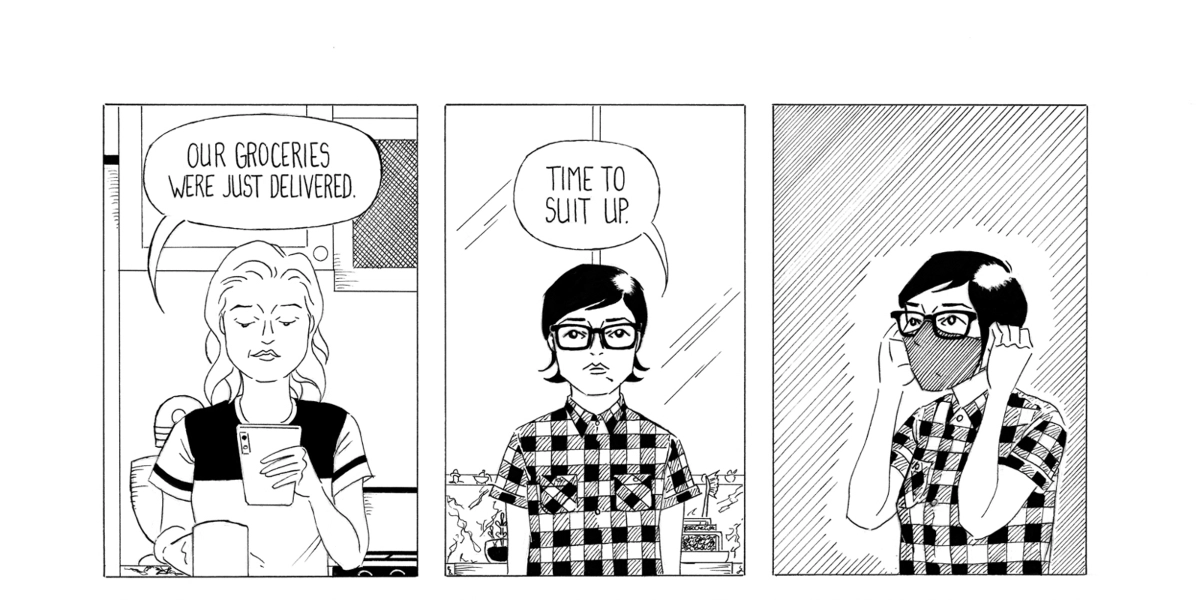 OUR GROCERIES
WERE JUST DELIVERED.
TIME TO
SUIT UP.